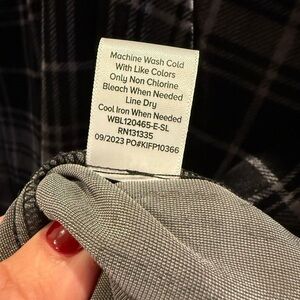 Machine Wash Cold
With Like Colors
Only Non Chlorine
Bleach When Needed
Line Dry
Cool Iron When Needed
WBL120465-E-SL
RN131335
09/2023 PO#KIFP10366